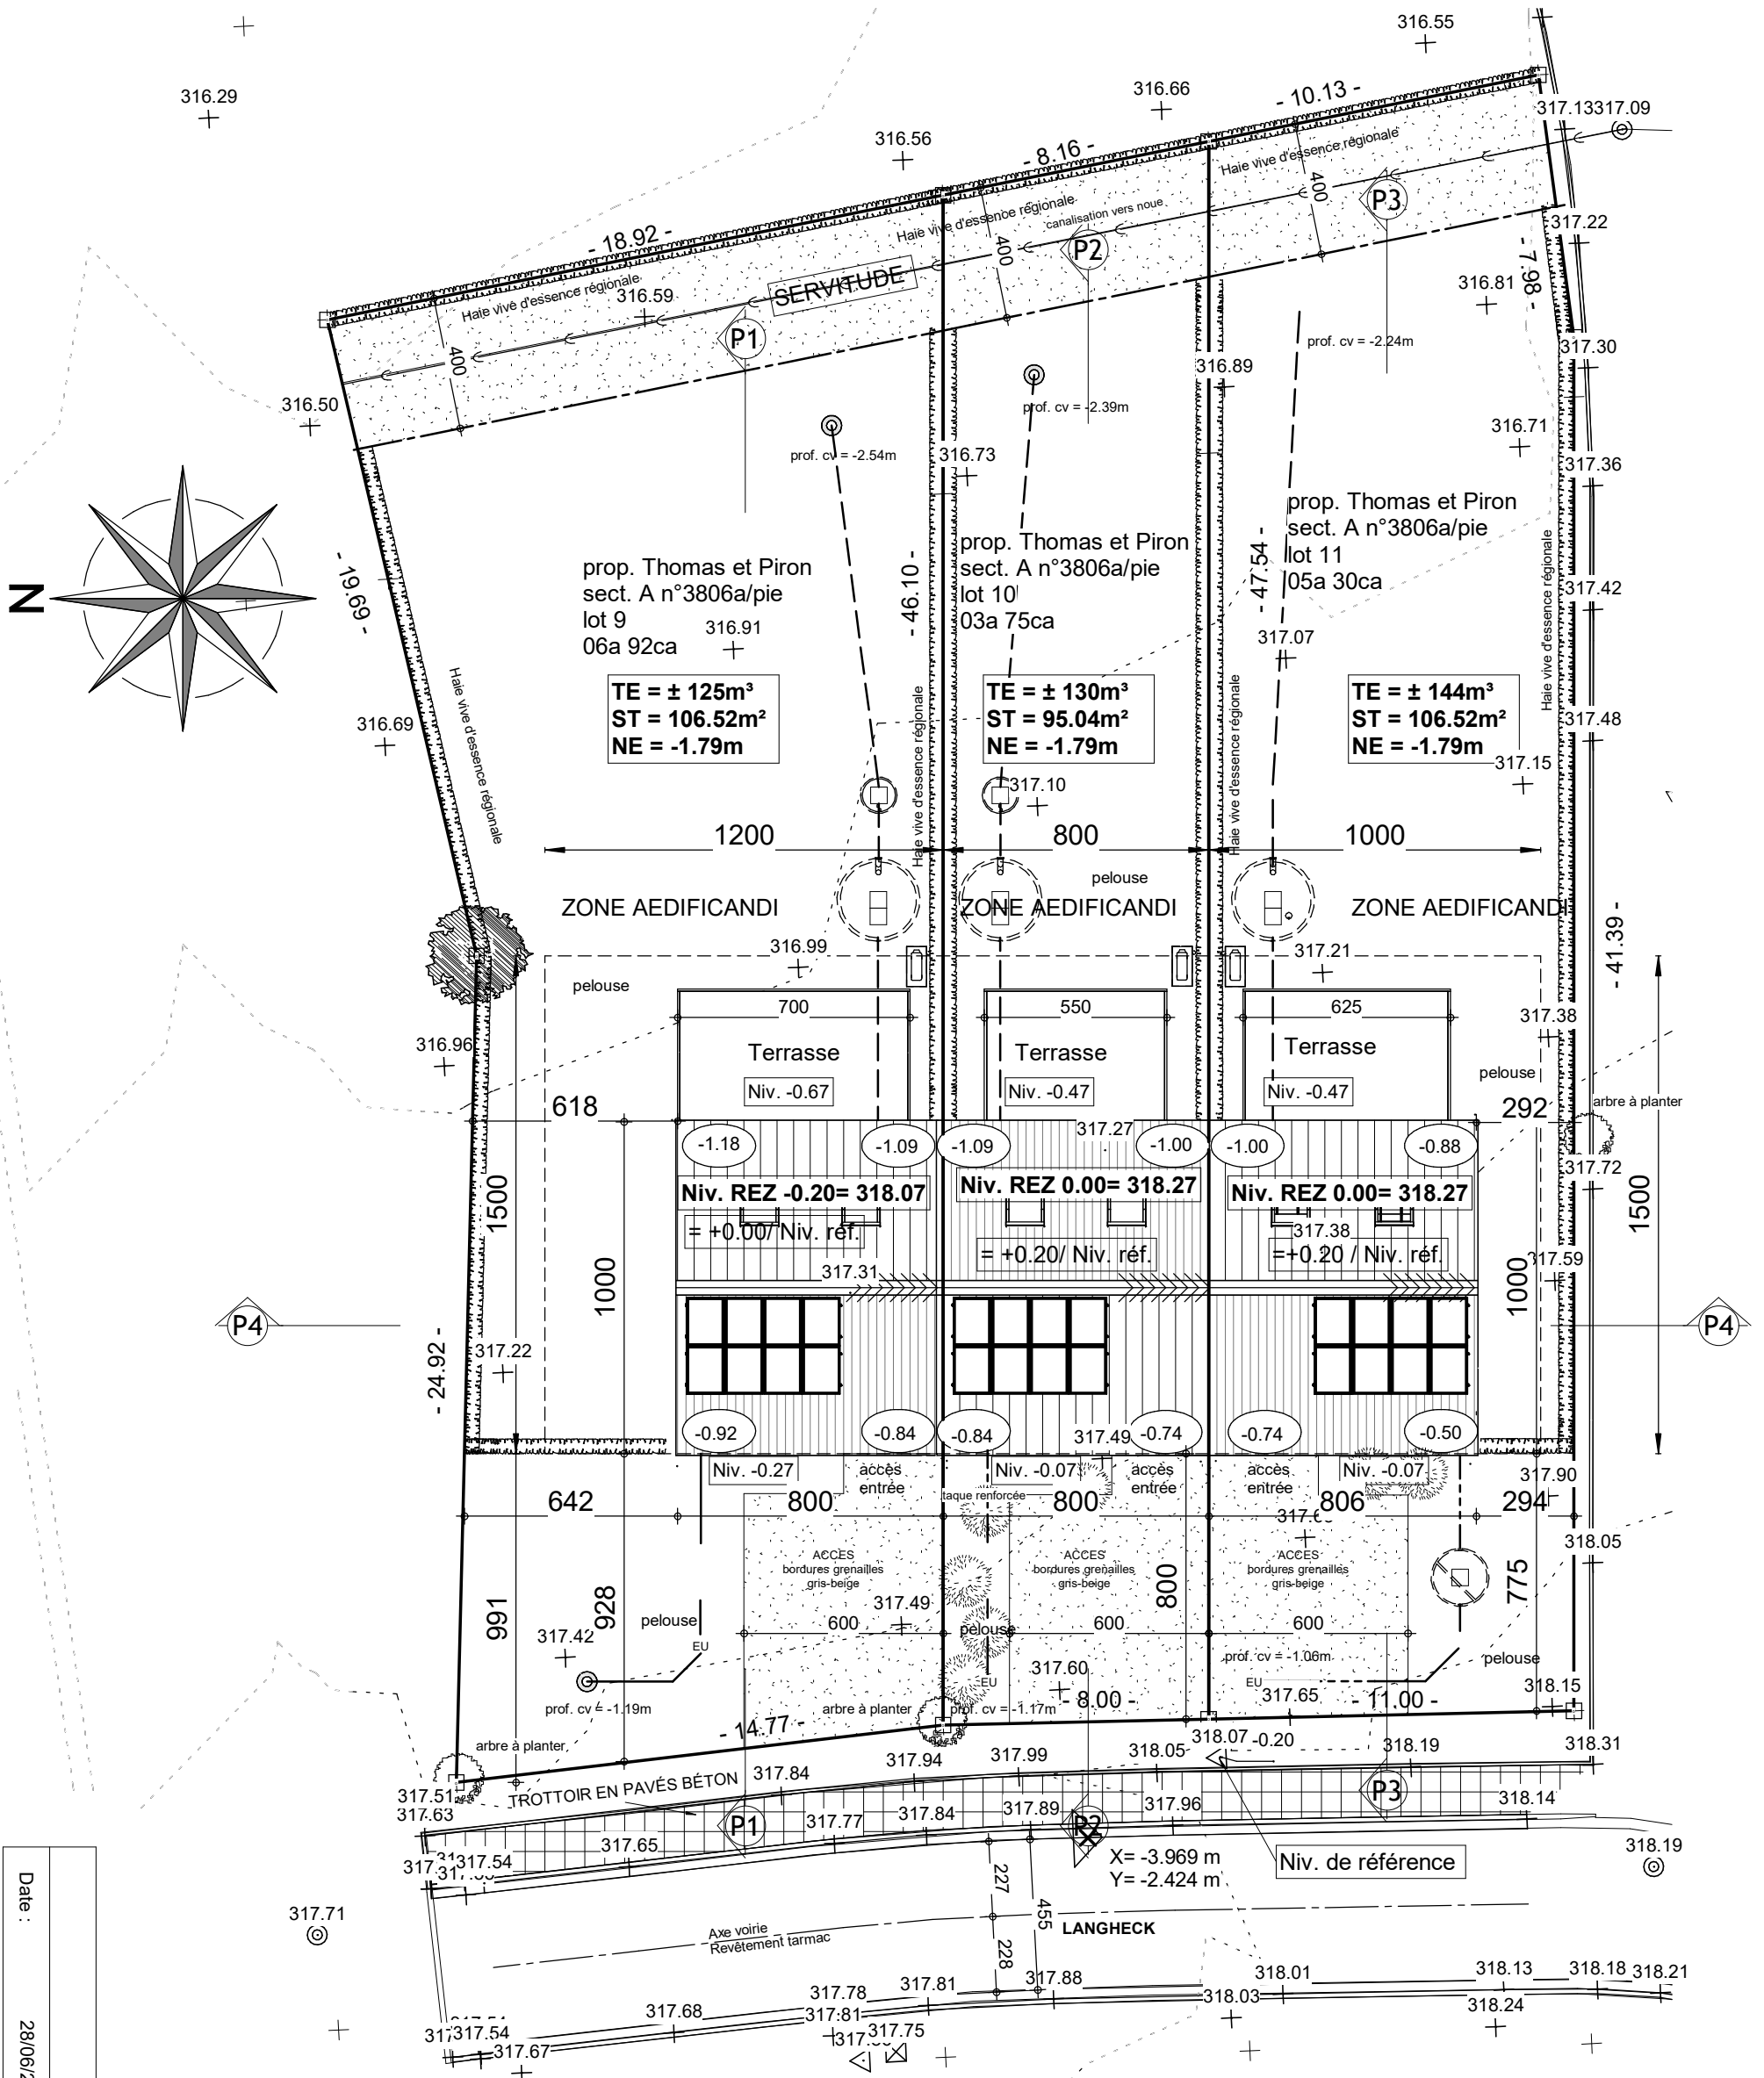 316.55
316.29
316.66
- 10.13 -
317.13
317.09
316.56
- 8.16 -
Haie vive d'essence régionale
400
P3
- 18.92 -
Haie vive d'essence régionale
canalisation vers noue
400
P2
317.22
- 7.98 -
316.81
SERVITUDE
Haie vive d'essence régionale
316.59
400
P1
prof. cv = -2.24m
317.30
316.89
316.50
prof. cv = -2.39m
316.71
prof. cv = -2.54m
316.73
317.36
N
- 19.69 -
prop. Thomas et Piron
sect. A n°3806a/pie
lot 9
06a 92ca
316.91
- 46.10 -
prop. Thomas et Piron
sect. A n°3806a/pie
lot 10
03a 75ca
- 47.54 -
prop. Thomas et Piron
sect. A n°3806a/pie
lot 11
05a 30ca
317.07
Haie vive d'essence régionale
317.42
TE = ± 125m³
ST = 106.52m²
NE = -1.79m
TE = ± 130m³
ST = 95.04m²
NE = -1.79m
TE = ± 144m³
ST = 106.52m²
NE = -1.79m
316.69
Haie vive d'essence régionale
Haie vive d'essence régionale
Haie vive d'essence régionale
317.48
317.15
317.10
1200
800
1000
pelouse
ZONE AEDIFICANDI
ZONE AEDIFICANDI
ZONE AEDIFICANDI
- 41.39 -
316.99
317.21
pelouse
700
550
625
317.38
316.96
Terrasse
Terrasse
Terrasse
pelouse
Niv. -0.67
Niv. -0.47
Niv. -0.47
618
292
arbre à planter
317.27
-1.18
-1.09
-1.09
-1.00
-1.00
-0.88
317.72
1500
Niv. REZ -0.20= 318.07
Niv. REZ 0.00= 318.27
Niv. REZ 0.00= 318.27
1500
= +0.00/ Niv. réf.
= +0.20/ Niv. réf.
317.38
=+0.20 / Niv. réf.
317.59
317.31
1000
1000
P4
P4
317.22
- 24.92 -
-0.92
-0.84
-0.84
317.49
-0.74
-0.74
-0.50
Niv. -0.27
accès
entrée
Niv. -0.07
accès
entrée
accès
entrée
Niv. -0.07
317.90
taque renforcée
642
800
800
806
294
318.05
ACCES
bordures grenailles
gris-beige
ACCES
bordures grenailles
gris-beige
ACCES
bordures grenailles
gris-beige
991
928
800
775
317.49
pelouse
600
pelouse
600
600
317.42
EU
prof. cv = -1.06m
pelouse
317.60
EU
EU
317.65
318.15
prof. cv = -1.19m
arbre à planter
prof. cv = -1.17m
- 8.00 -
- 11.00 -
- 14.77 -
arbre à planter
318.07
-0.20
318.05
318.19
318.31
317.94
317.99
317.84
317.51
317.63
TROTTOIR EN PAVÉS BÉTON
P1
317.77
317.84
317.89
P2
317.96
P3
318.14
317.65
317.54
X= -3.969 m
Y= -2.424 m
Niv. de référence
318.19
227
455
228
317.71
Axe voirie
Revêtement tarmac
LANGHECK
Date :
317.78
317.81
317.88
318.01
318.13
318.18
318.21
317.68
317.81
318.03
318.24
317.54
317.75
317.67